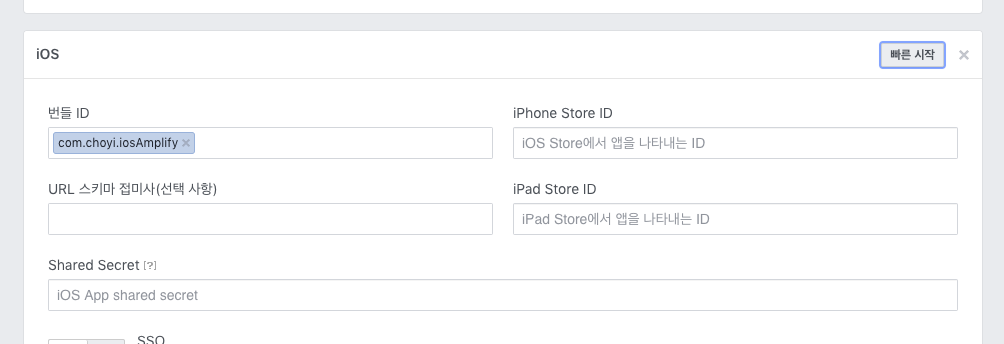 iOS
빠른 시작
번들 ID
iPhone Store ID
com.choyi.iosAmplify
iOS Store에서 앱을 나타내는 ID
URL 스키마 접미사(선택 사항)
iPad Store ID
iPad Store에서 앱을 나타내는 ID
Shared Secret [?]
iOS App shared secret
SSO